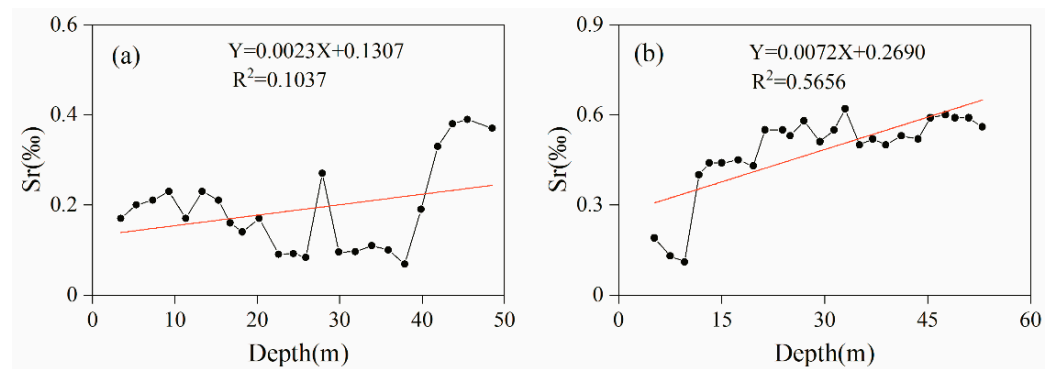 (a)
Y=0.0023X+0.1307
R²=0.1037
Sr(‰)
0.6
0.4
0.2
0
0 10 20 30 40 50
Depth(m)
(b)
Y=0.0072X+0.2690
R²=0.5656
Sr(‰)
0.9
0.6
0.3
0
0 15 30 45 60
Depth(m)